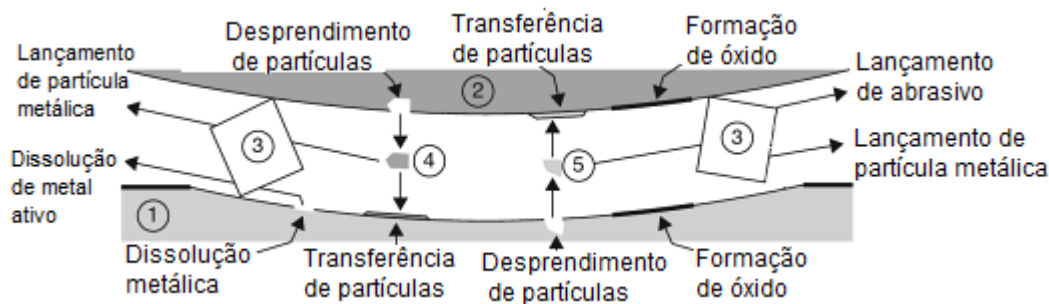 Lançamento
de partícula
metálica
Desprendimento
de partículas
Transferência
de partículas
Formação
de óxido
Lançamento
de abrasivo
2
3
4
5
3
Lançamento de
partícula metálica
Dissolução
de metal
ativo
1
Dissolução
metálica
Transferência
de partículas
Desprendimento
de partículas
Formação
de óxido